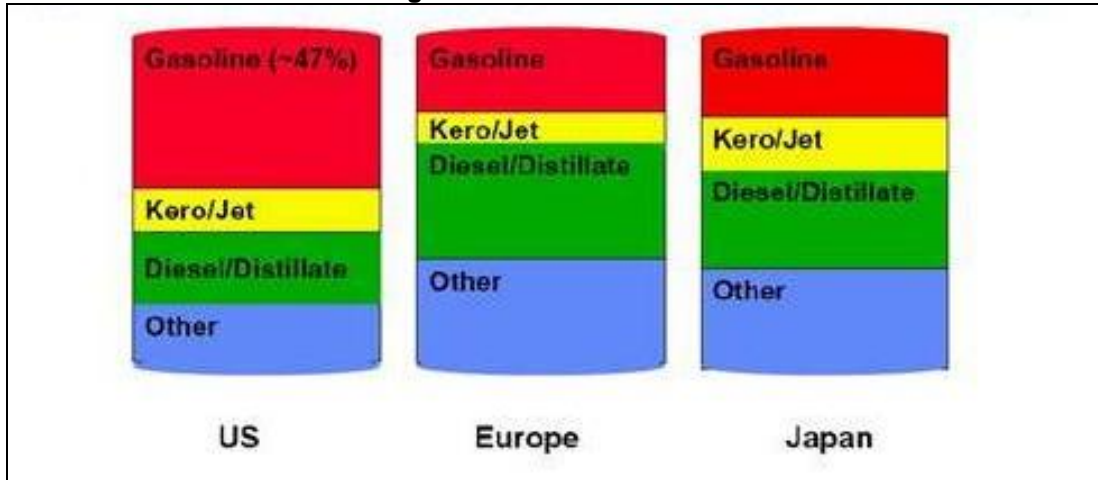 Gasoline (~47%)
Kero/Jet
Diesel/Distillate
Other
US
Gasoline
Kero/Jet
Diesel/Distillate
Other
Europe
Gasoline
Kero/Jet
Diesel/Distillate
Other
Japan